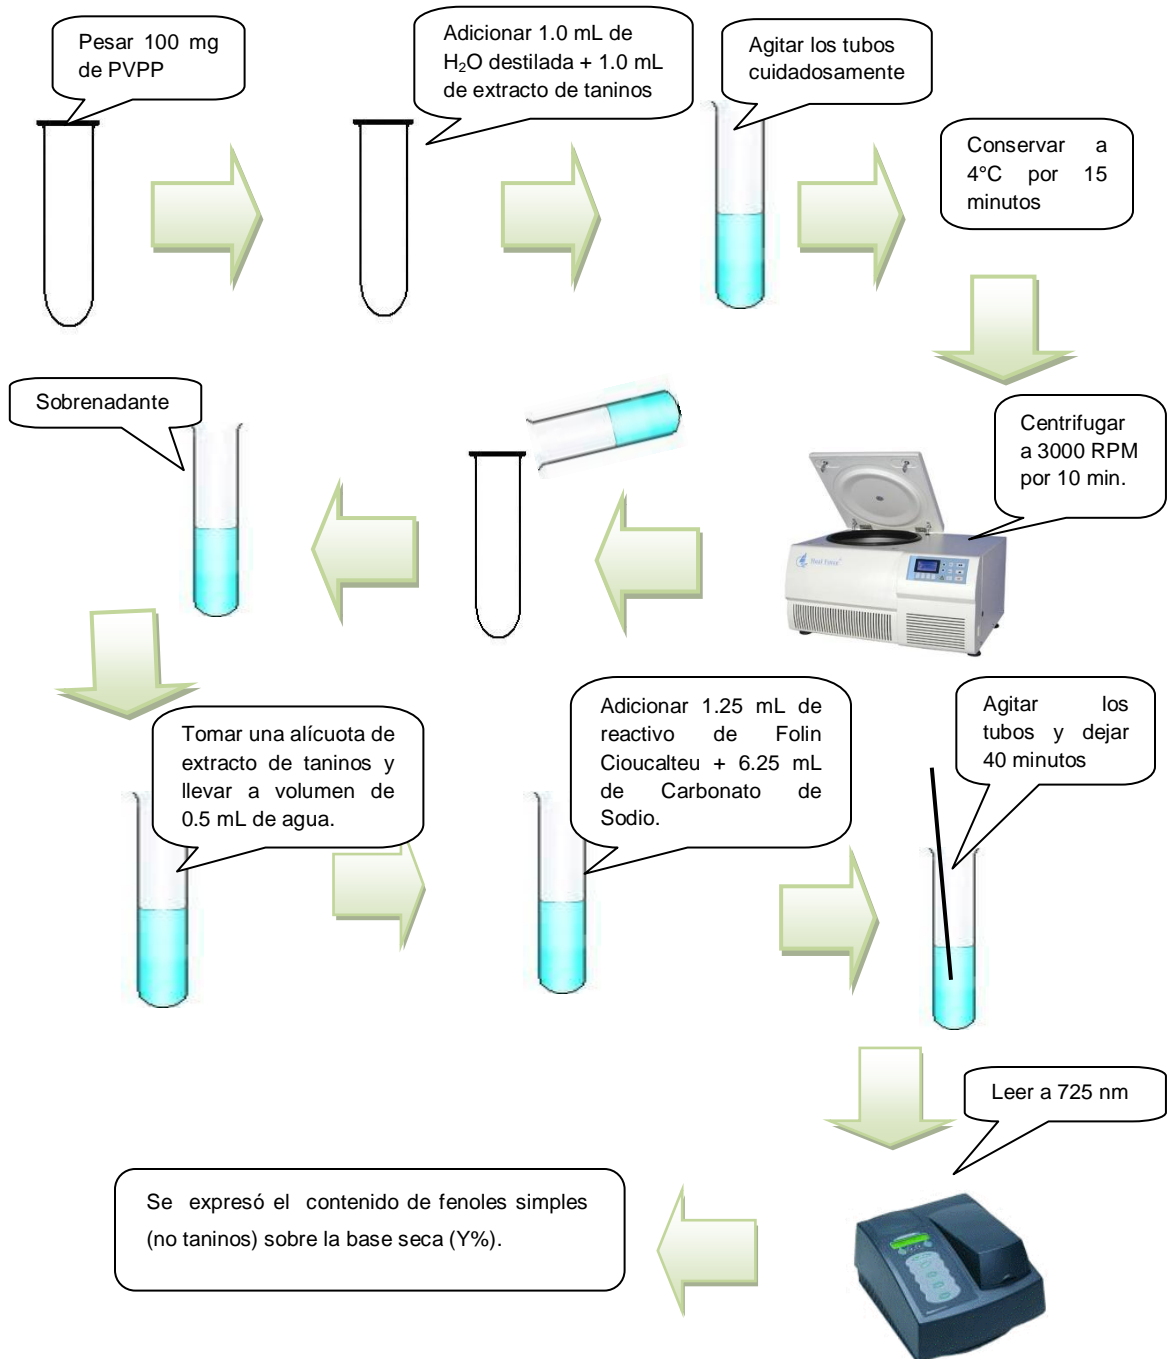 Pesar 100 mg
de PVPP
Adicionar 1.0 mL de
H₂O destilada + 1.0 mL
de extracto de taninos
Agitar los tubos
cuidadosamente
Conservar a
4°C por 15
minutos
Centrifugar
a 3000 RPM
por 10 min.
Sobrenadante
Tomar una alícuota de
extracto de taninos y
llevar a volumen de
0.5 mL de agua.
Adicionar 1.25 mL de
reactivo de Folin
Cioucalteu + 6.25 mL
de Carbonato de
Sodio.
Agitar los
tubos y dejar
40 minutos
Leer a 725 nm
Se expresó el contenido de fenoles simples
(no taninos) sobre la base seca (Y%).